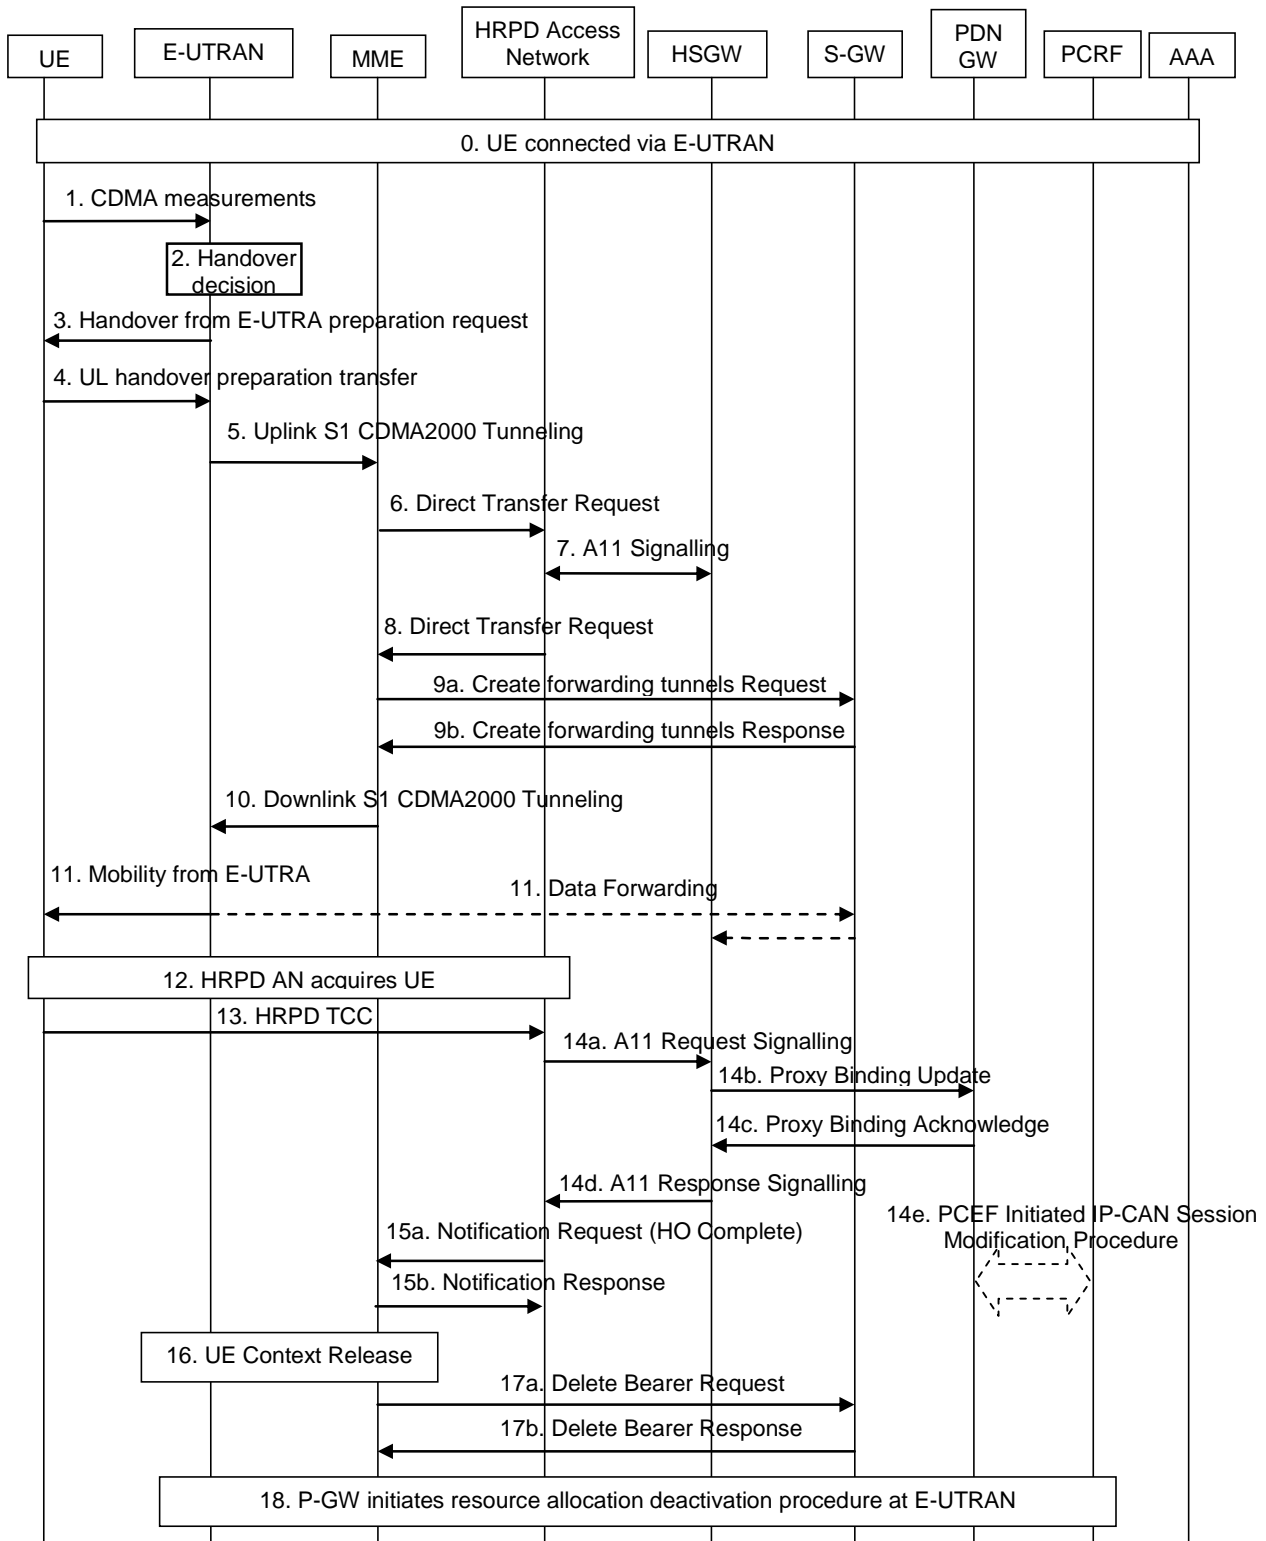 UE
E-UTRAN
MME
HRPD Access
Network
HSGW
S-GW
PDN
GW
PCRF
AAA
0. UE connected via E-UTRAN
1. CDMA measurements
2. Handover
decision
3. Handover from E-UTRA preparation request
4. UL handover preparation transfer
5. Uplink S1 CDMA2000 Tunneling
6. Direct Transfer Request
7. A11 Signalling
8. Direct Transfer Request
9a. Create forwarding tunnels Request
9b. Create forwarding tunnels Response
10. Downlink S1 CDMA2000 Tunneling
11. Mobility from E-UTRA
11. Data Forwarding
12. HRPD AN acquires UE
13. HRPD TCC
14a. A11 Request Signalling
14b. Proxy Binding Update
14c. Proxy Binding Acknowledge
14d. A11 Response Signalling
14e. PCEF Initiated IP-CAN Session
Modification Procedure
15a. Notification Request (HO Complete)
15b. Notification Response
16. UE Context Release
17a. Delete Bearer Request
17b. Delete Bearer Response
18. P-GW initiates resource allocation deactivation procedure at E-UTRAN